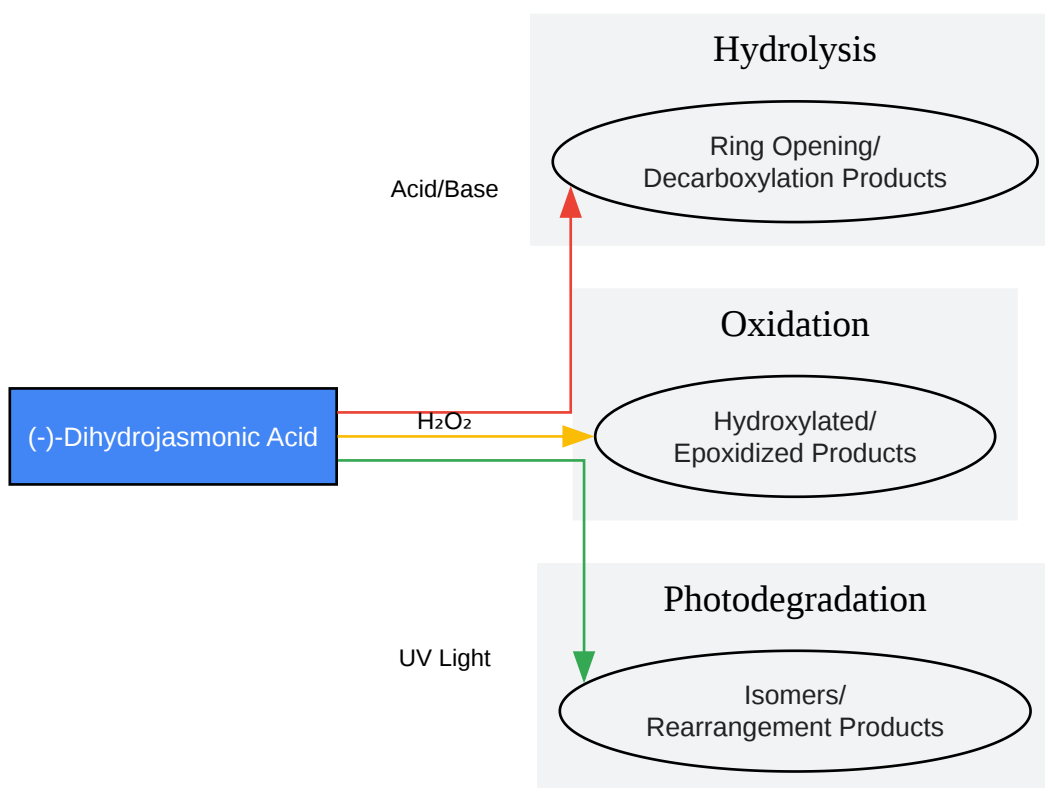 Hydrolysis
Ring Opening/
Decarboxylation Products
Acid/Base
Oxidation
(-)-Dihydrojasmonic Acid
H₂O₂
Hydroxylated/
Epoxidized Products
Photodegradation
UV Light
Isomers/
Rearrangement Products